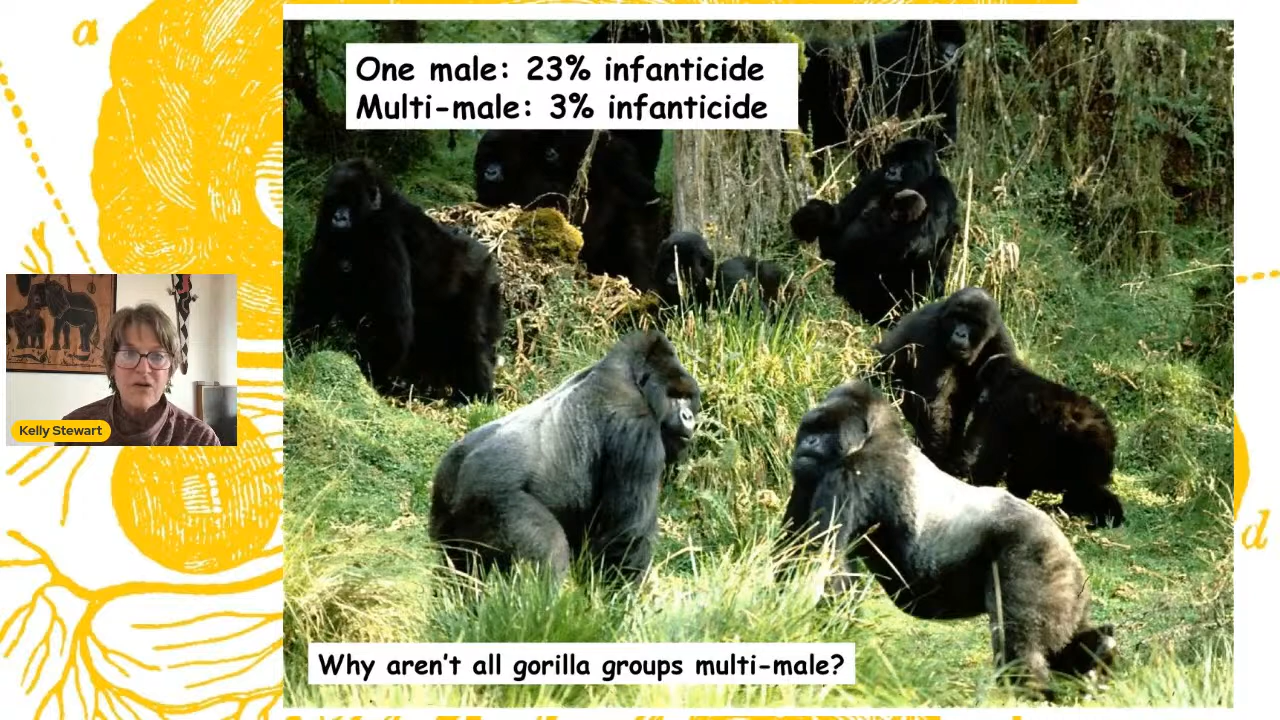 a
One male: 23% infanticide
Multi-male: 3% infanticide
Kelly Stewart
d
Why aren't all gorilla groups multi-male?